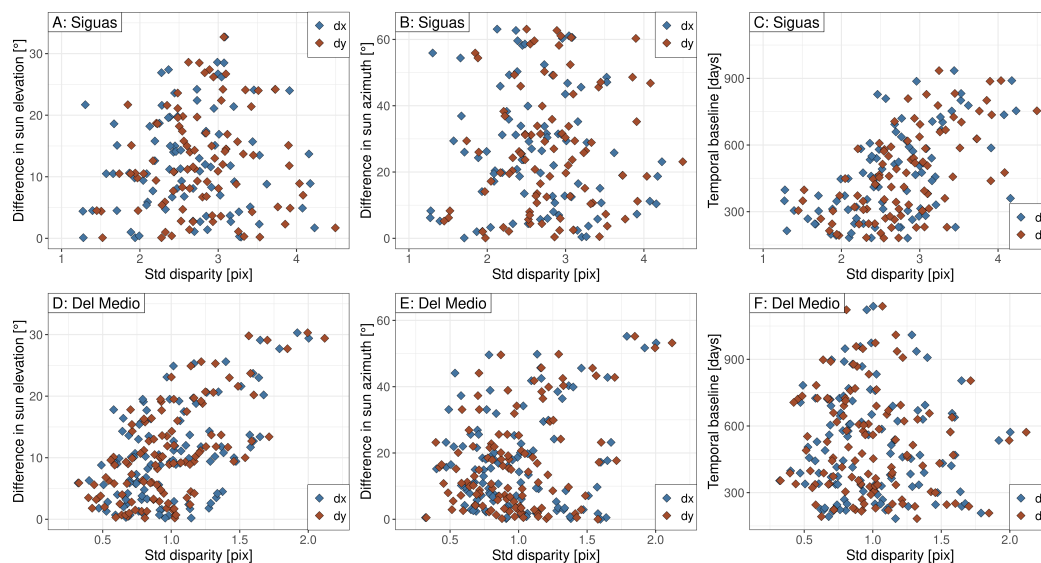 A: Siguas
dx
dy
Difference in sun elevation [°]
30
20
10
0
1
2
3
4
Std disparity [pix]
B: Siguas
dx
dy
Difference in sun azimuth [°]
60
40
20
0
1
2
3
4
Std disparity [pix]
C: Siguas
Temporal baseline [days]
900
600
300
d
d
1
2
3
4
Std disparity [pix]
D: Del Medio
Difference in sun elevation [°]
30
20
10
0
dx
dy
0.5
1.0
1.5
2.0
Std disparity [pix]
E: Del Medio
Difference in sun azimuth [°]
60
40
20
0
dx
dy
0.5
1.0
1.5
2.0
Std disparity [pix]
F: Del Medio
Temporal baseline [days]
900
600
300
d
d
0.5
1.0
1.5
2.0
Std disparity [pix]